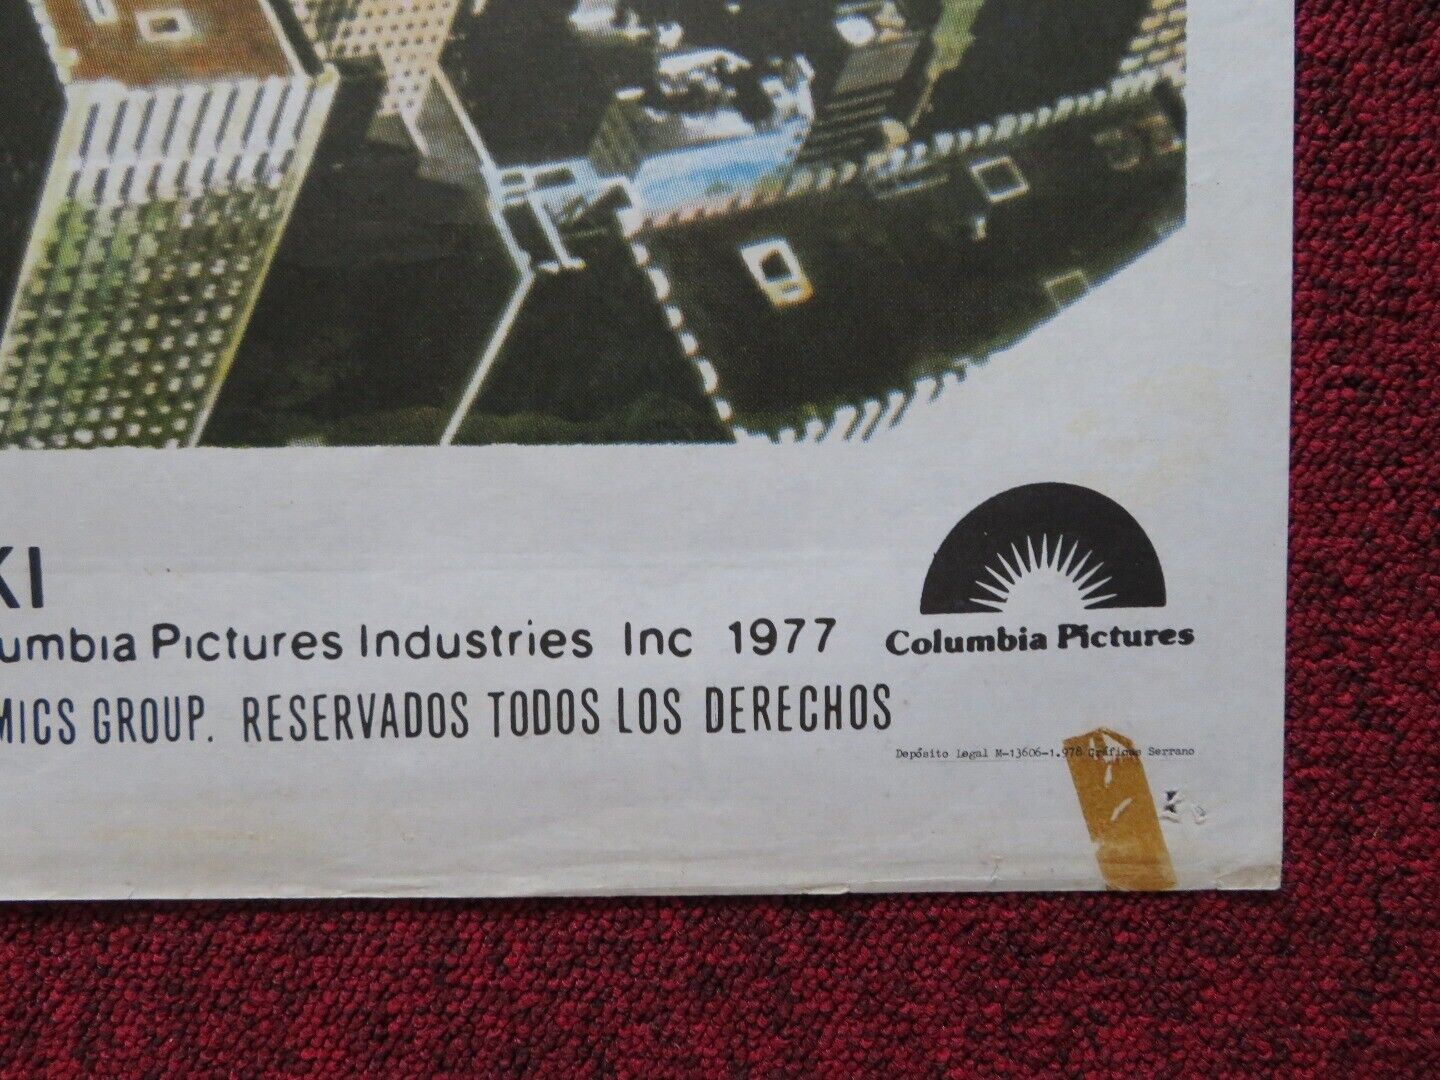 KI
umbia Pictures Industries Inc 1977
Columbia Pictures
MICS GROUP. RESERVADOS TODOS LOS DERECHOS
Depósito Legal M-13606-1.978 Gráficas Serrano